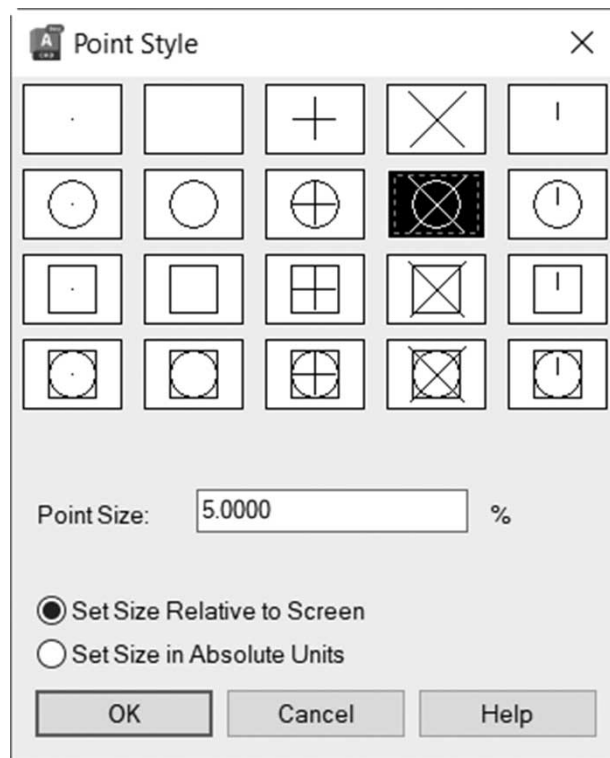 Point Style
Point Size:
5.0000
%
Set Size Relative to Screen
Set Size in Absolute Units
OK
Cancel
Help